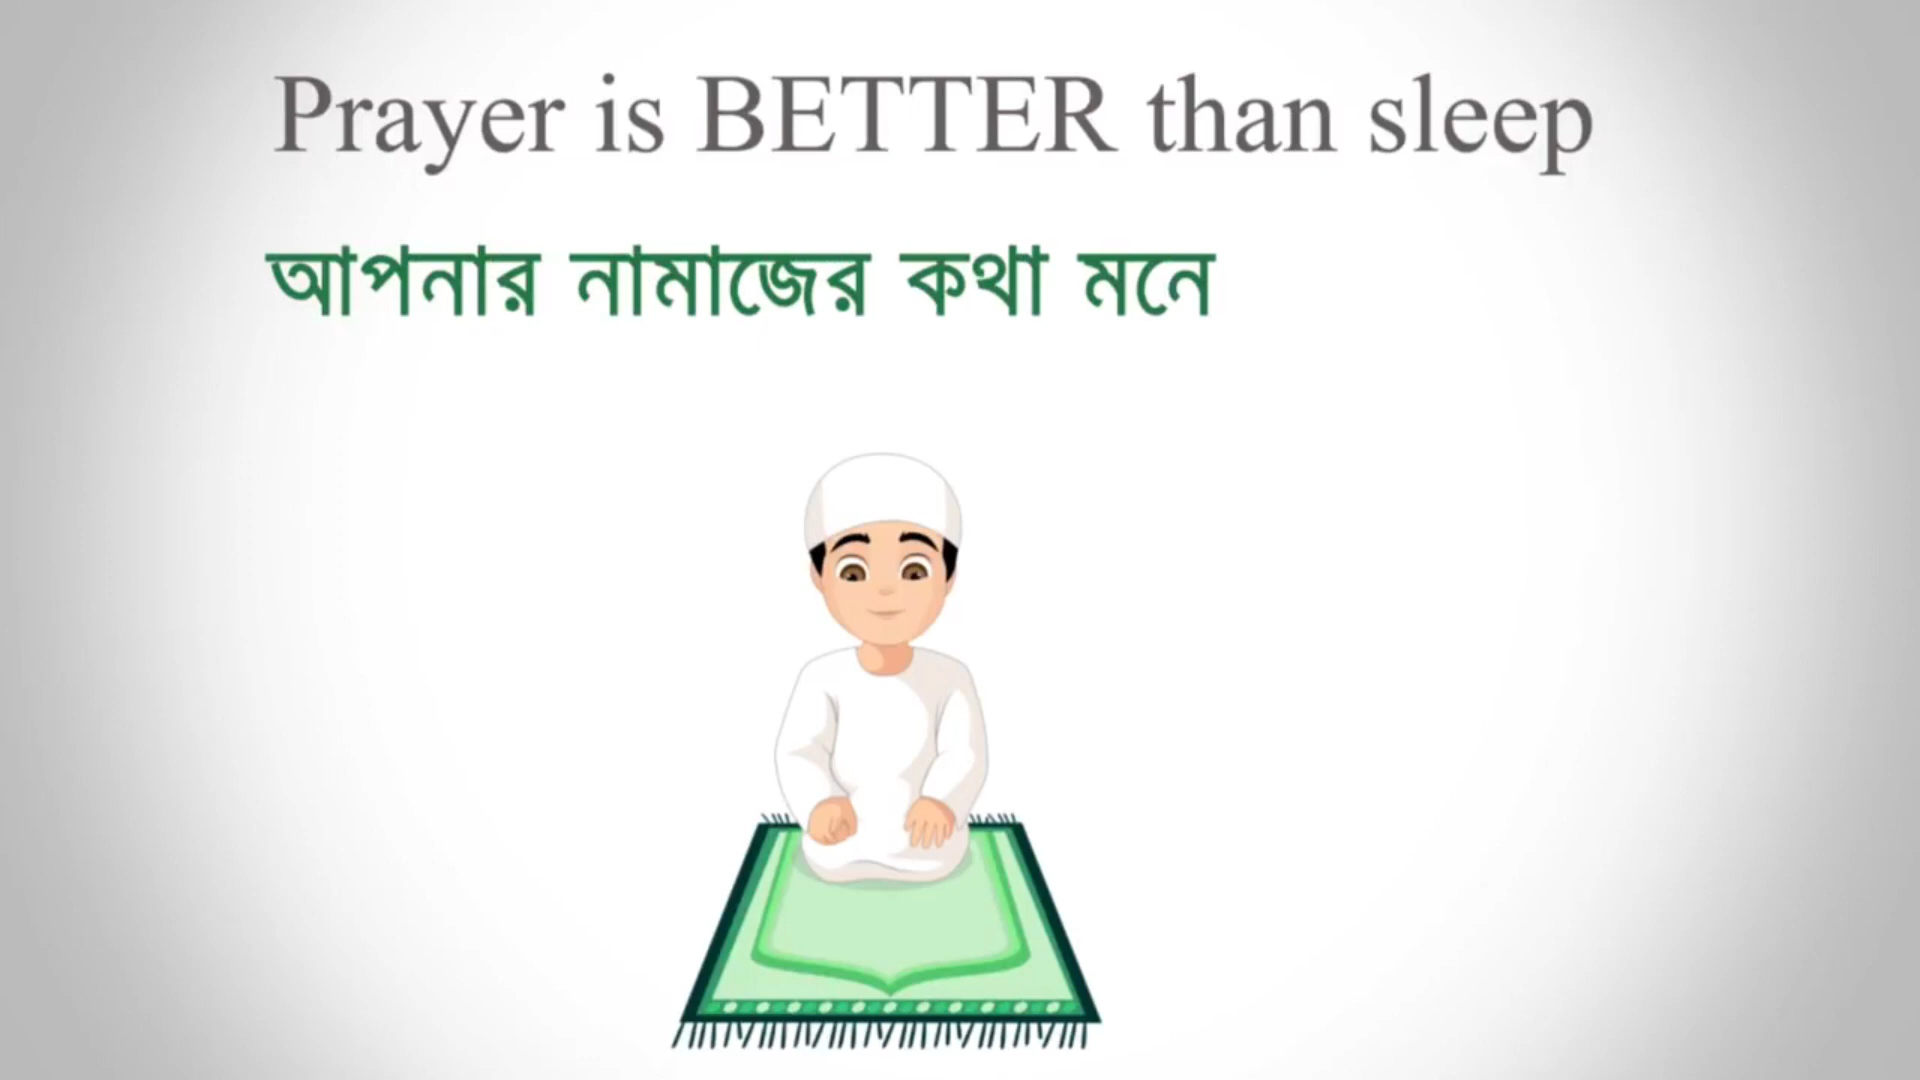 Prayer is BETTER than sleep
আপনার নামাজের কথা মনে